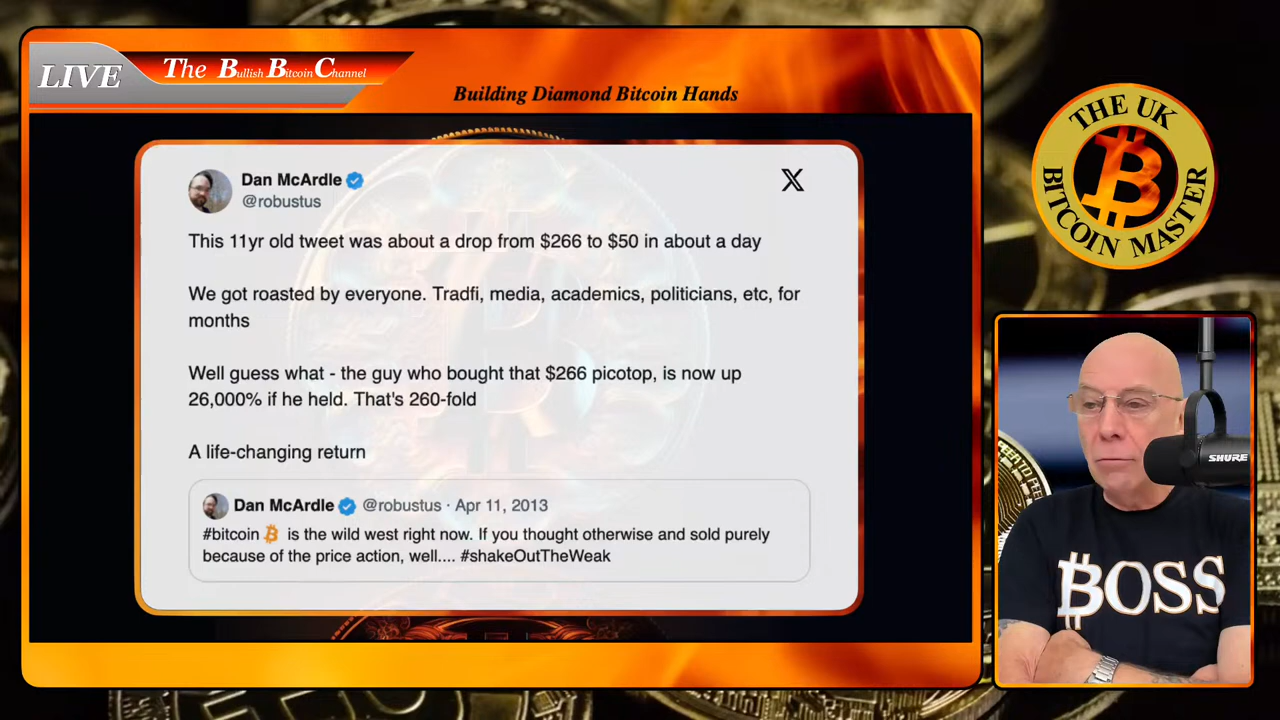 LIVE
The Bullish Bitcoin Channel
Building Diamond Bitcoin Hands
THE UK
BITCOIN MASTER
Dan McArdle
X
@robustus
This 11yr old tweet was about a drop from $266 to $50 in about a day
We got roasted by everyone. Tradfi, media, academics, politicians, etc, for
months
Well guess what - the guy who bought that $266 picotop, is now up
26,000% if he held. That's 260-fold
A life-changing return
Dan McArdle @robustus · Apr 11, 2013
#bitcoin ₿ is the wild west right now. If you thought otherwise and sold purely
because of the price action, well.... #shakeOutTheWeak
SHURE
₿OSS